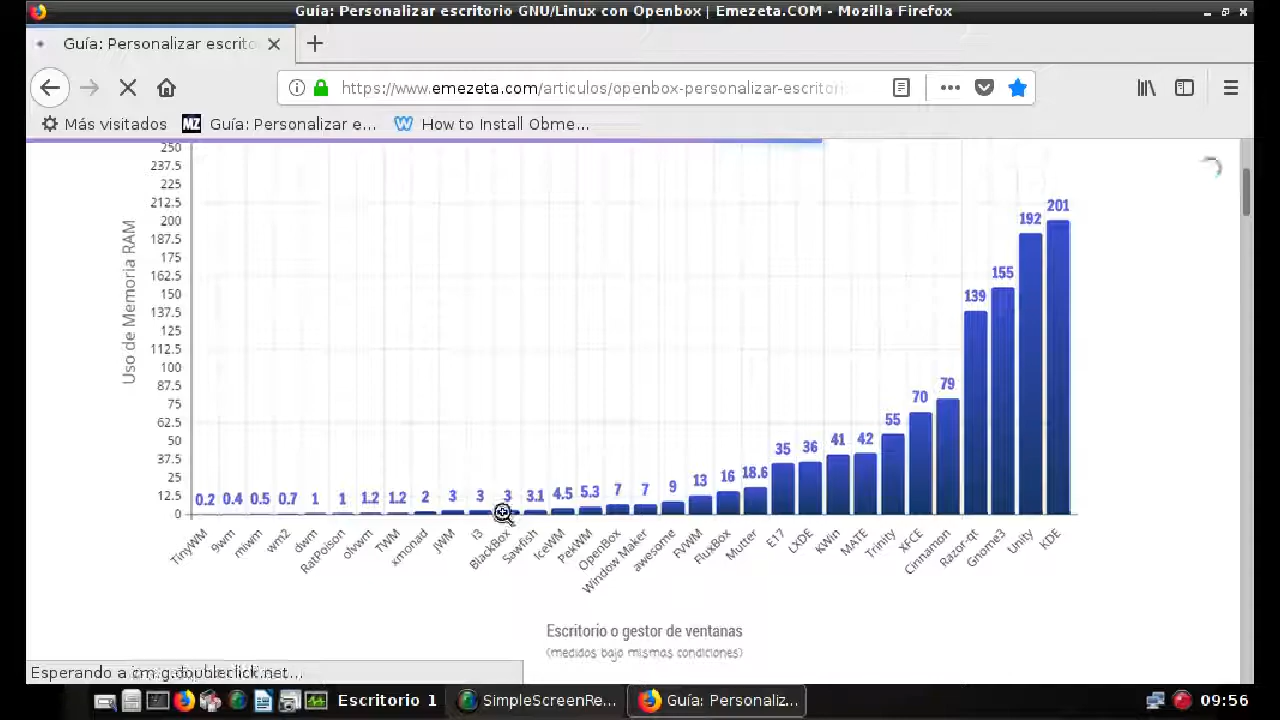 Guía: Personalizar escritorio GNU/Linux con Openbox | Emezeta.COM - Mozilla Firefox
Guía: Personalizar escrito
https://www.emezeta.com/articulos/openbox-personalizar-escritori
Más visitados
MZ Guía: Personalizar e...
W How to Install Obme...
Uso de Memoria RAM
250
237.5
225
212.5
200
187.5
175
162.5
150
137.5
125
112.5
100
87.5
75
62.5
50
37.5
25
12.5
0
0.2 0.4 0.5 0.7 1 1 1.2 1.2 2 3 3 3 3.1 4.5 5.3 7 7 9 13 16 18.6 35 36 41 42 55 70 79 139 155 192 201
TinyWM 9wm miwm wm2 dwm RatPoison olvwm TWM xmonad JWM i3 BlackBox Sawfish IceWM PekWM OpenBox Window Maker awesome FVWM FluxBox Mutter E17 LXDE KWin MATE Trinity XFCE Cinnamon Razor-qt Gnome3 Unity KDE
Escritorio o gestor de ventanas
(medidos bajo mismas condiciones)
Esperando a cm.g.doubleclick.net...
Escritorio 1
SimpleScreenRe...
Guía: Personaliz...
09:56